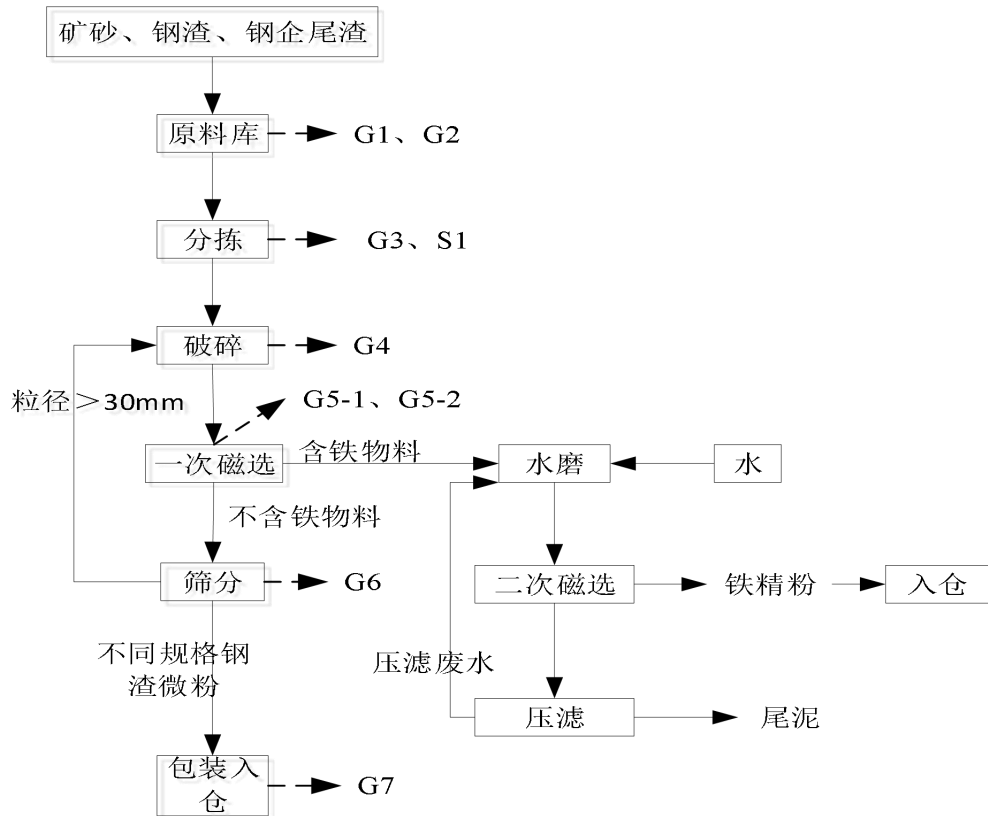 矿砂、钢渣、钢企尾渣
原料库
G1、G2
分拣
G3、S1
破碎
G4
粒径＞30mm
G5-1、G5-2
一次磁选
含铁物料
水磨
水
不含铁物料
筛分
G6
二次磁选
铁精粉
入仓
不同规格钢
渣微粉
压滤废水
压滤
尾泥
包装入
仓
G7